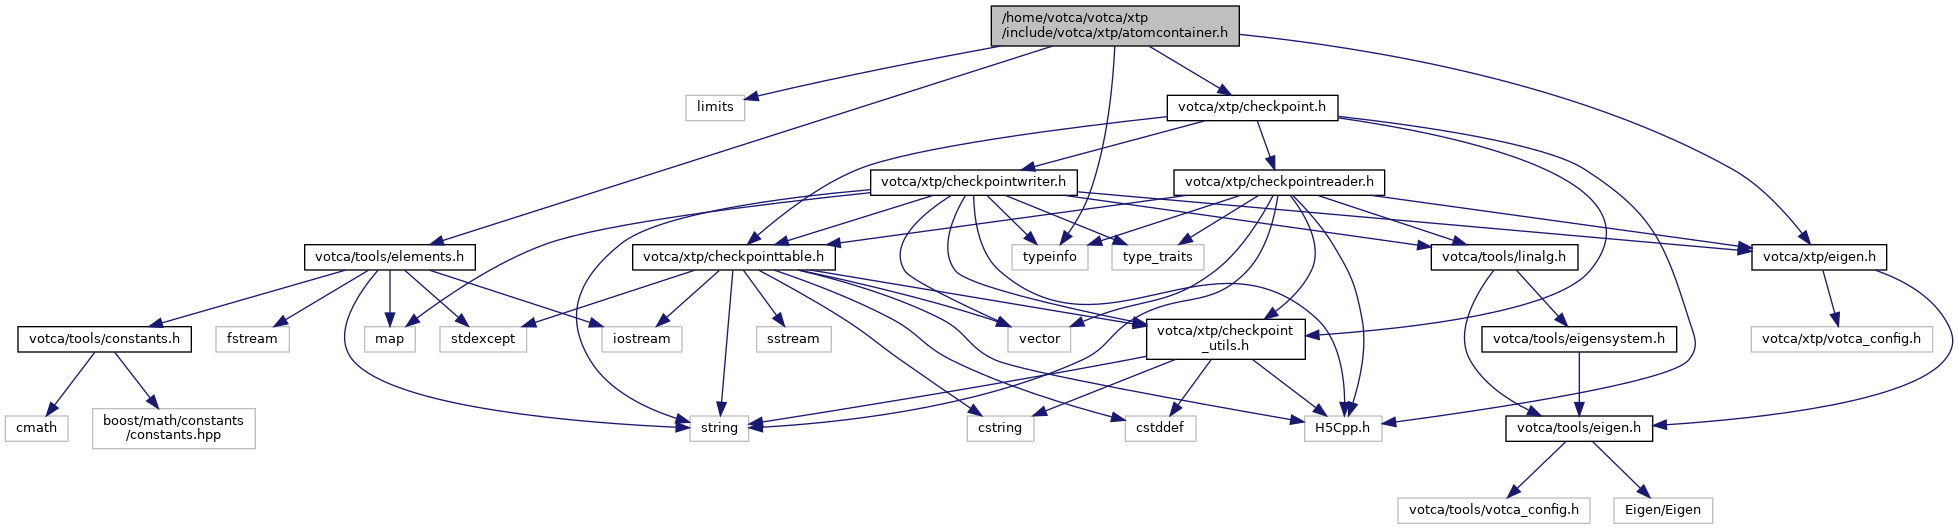 /home/votca/votca/xtp
/include/votca/xtp/atomcontainer.h
limits
votca/xtp/checkpoint.h
votca/xtp/checkpointwriter.h
votca/xtp/checkpointreader.h
votca/tools/elements.h
votca/xtp/checkpointtable.h
typeinfo
type_traits
votca/tools/linalg.h
votca/xtp/eigen.h
votca/tools/constants.h
fstream
map
stdexcept
iostream
sstream
vector
votca/xtp/checkpoint
_utils.h
votca/tools/eigensystem.h
votca/xtp/votca_config.h
cmath
boost/math/constants
/constants.hpp
string
cstring
cstddef
H5Cpp.h
votca/tools/eigen.h
votca/tools/votca_config.h
Eigen/Eigen